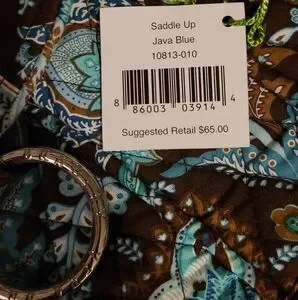 Saddle Up
Java Blue
10813-010
8 86003 03914 4
Suggested Retail $65.00